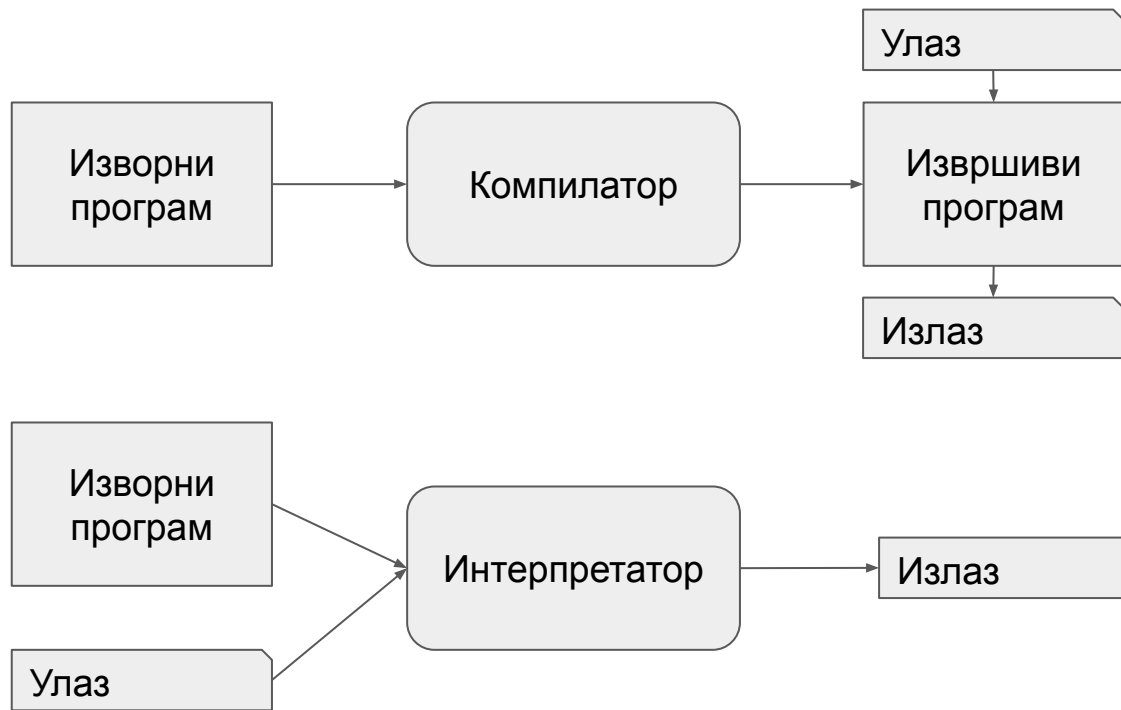 Улаз
Изворни
програм
Компилатор
Извршиви
програм
Излаз
Изворни
програм
Интерпретатор
Излаз
Улаз